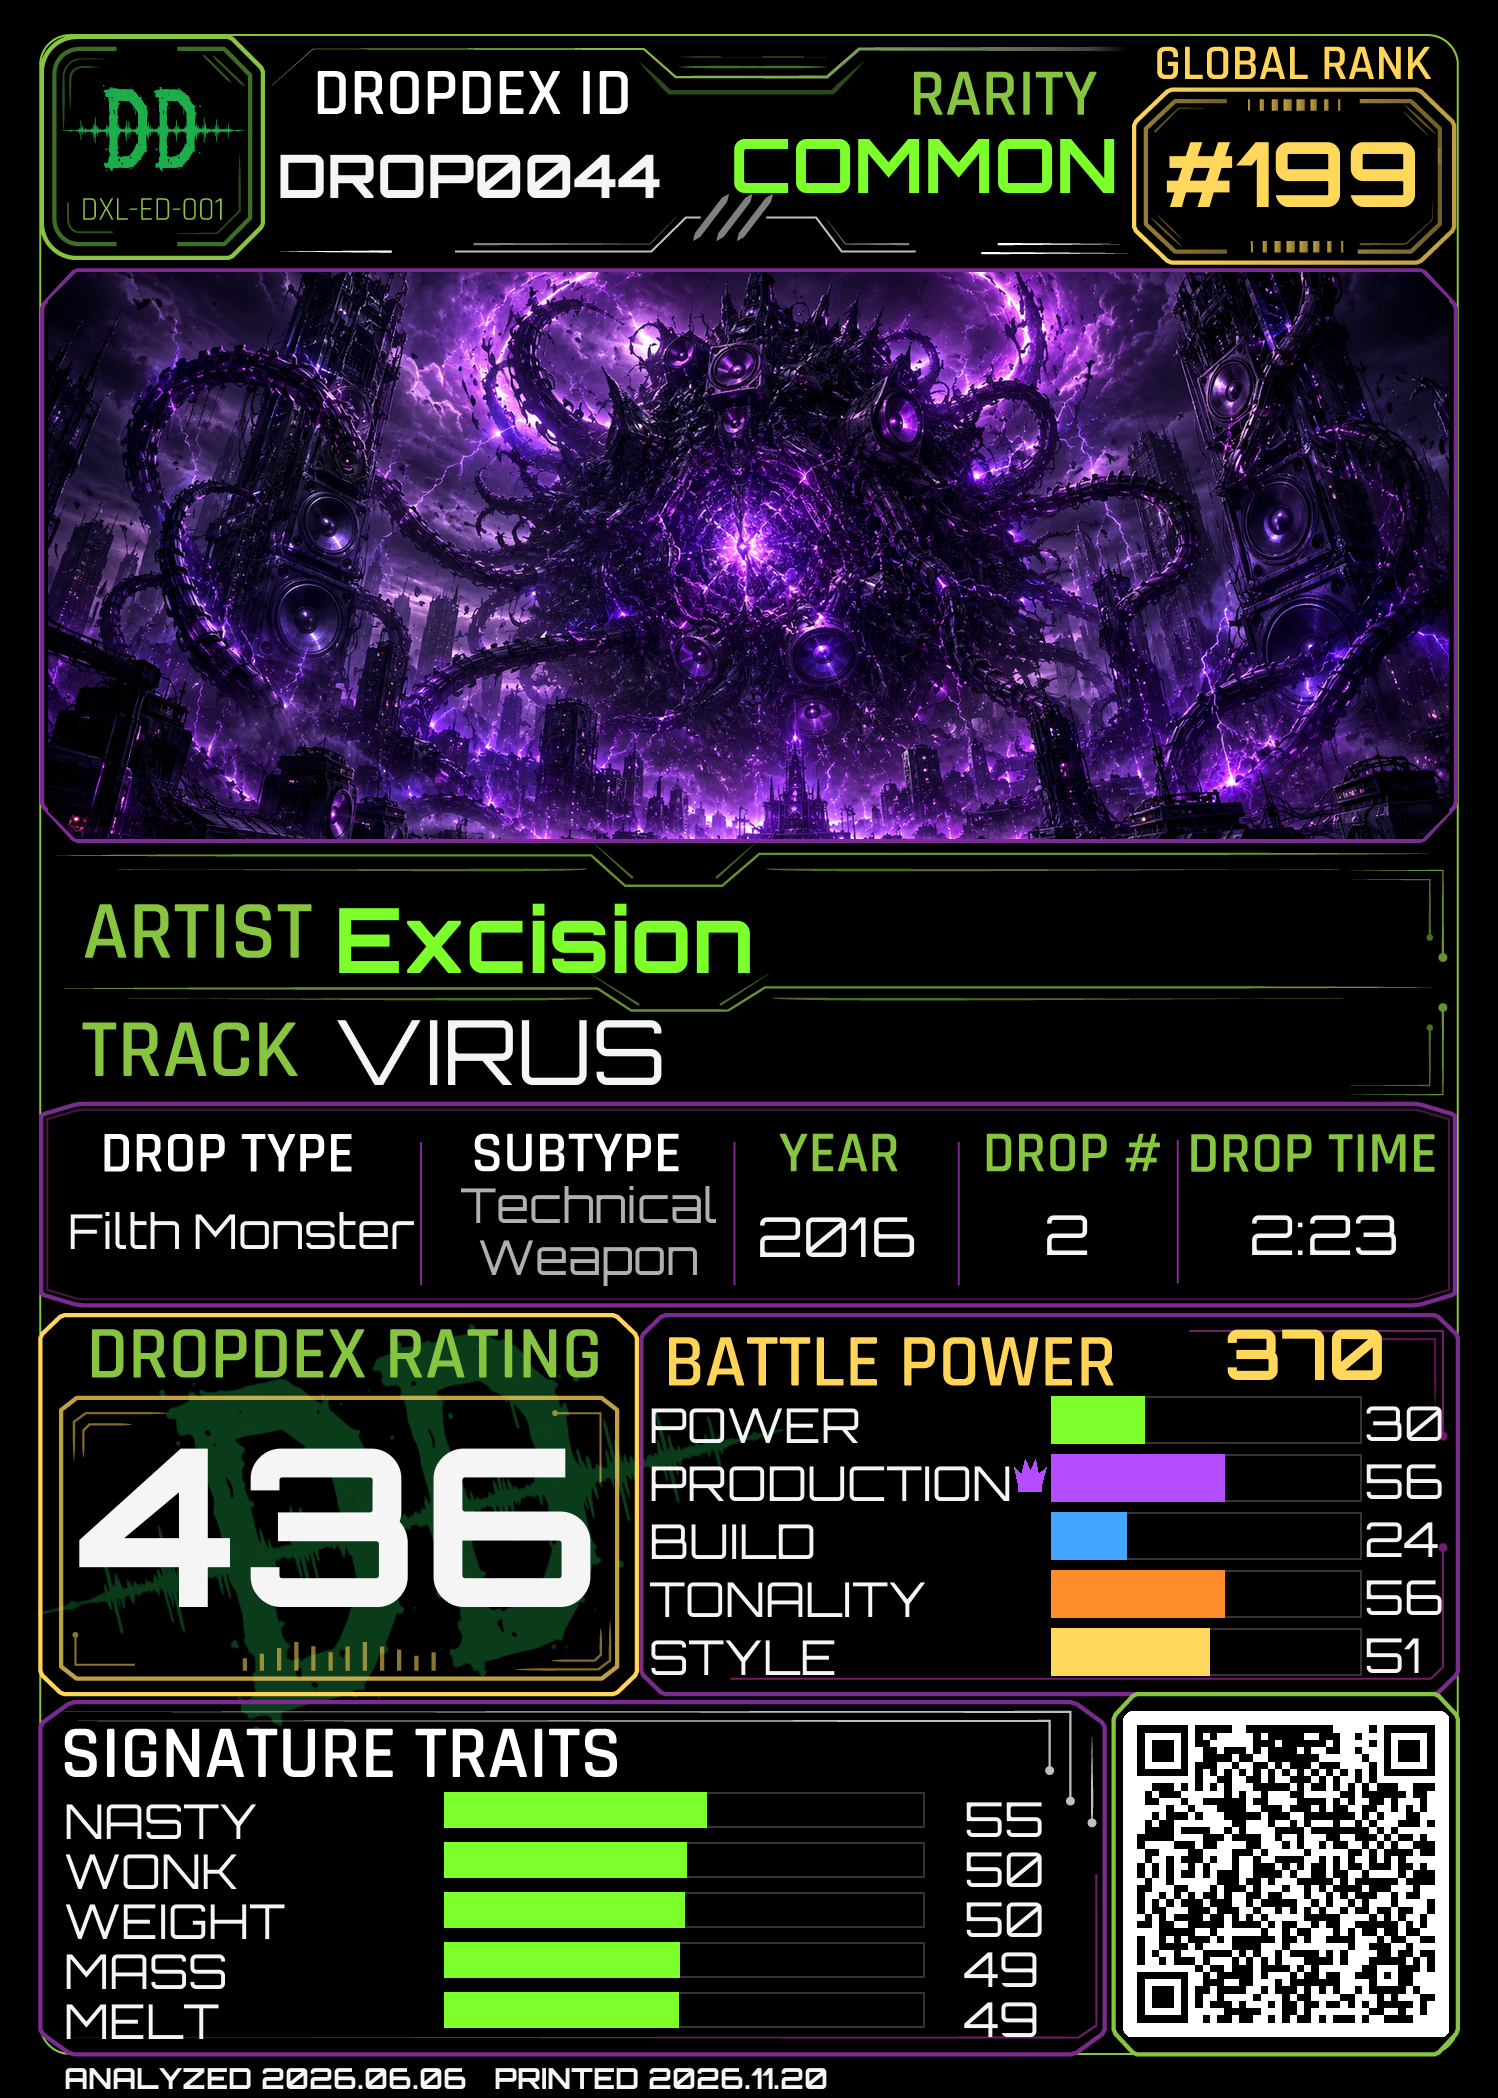 DD
DXL-ED-001
DROPDEX ID
DROP0044
RARITY
COMMON
GLOBAL RANK
#199
ARTIST Excision
TRACK VIRUS
DROP TYPE
Filth Monster
SUBTYPE
Technical
Weapon
YEAR
2016
DROP #
2
DROP TIME
2:23
DROPDEX RATING
436
BATTLE POWER 370
POWER 30
PRODUCTION 56
BUILD 24
TONALITY 56
STYLE 51
SIGNATURE TRAITS
NASTY 55
WONK 50
WEIGHT 50
MASS 49
MELT 49
ANALYZED 2026.06.06 PRINTED 2026.11.20